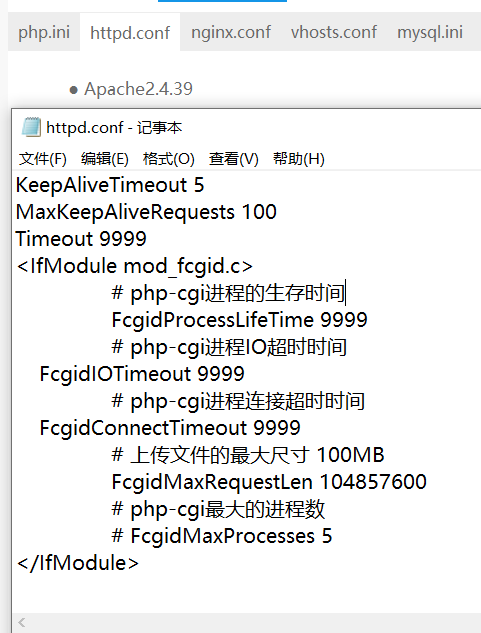 php.ini httpd.conf nginx.conf vhosts.conf mysql.ini
● Apache2.4.39
httpd.conf - 记事本
文件(F) 编辑(E) 格式(O) 查看(V) 帮助(H)
KeepAliveTimeout 5
MaxKeepAliveRequests 100
Timeout 9999
<IfModule mod_fcgid.c>
# php-cgi进程的生存时间
FcgidProcessLifeTime 9999
# php-cgi进程IO超时时间
FcgidIOTimeout 9999
# php-cgi进程连接超时时间
FcgidConnectTimeout 9999
# 上传文件的最大尺寸 100MB
FcgidMaxRequestLen 104857600
# php-cgi最大的进程数
# FcgidMaxProcesses 5
</IfModule>